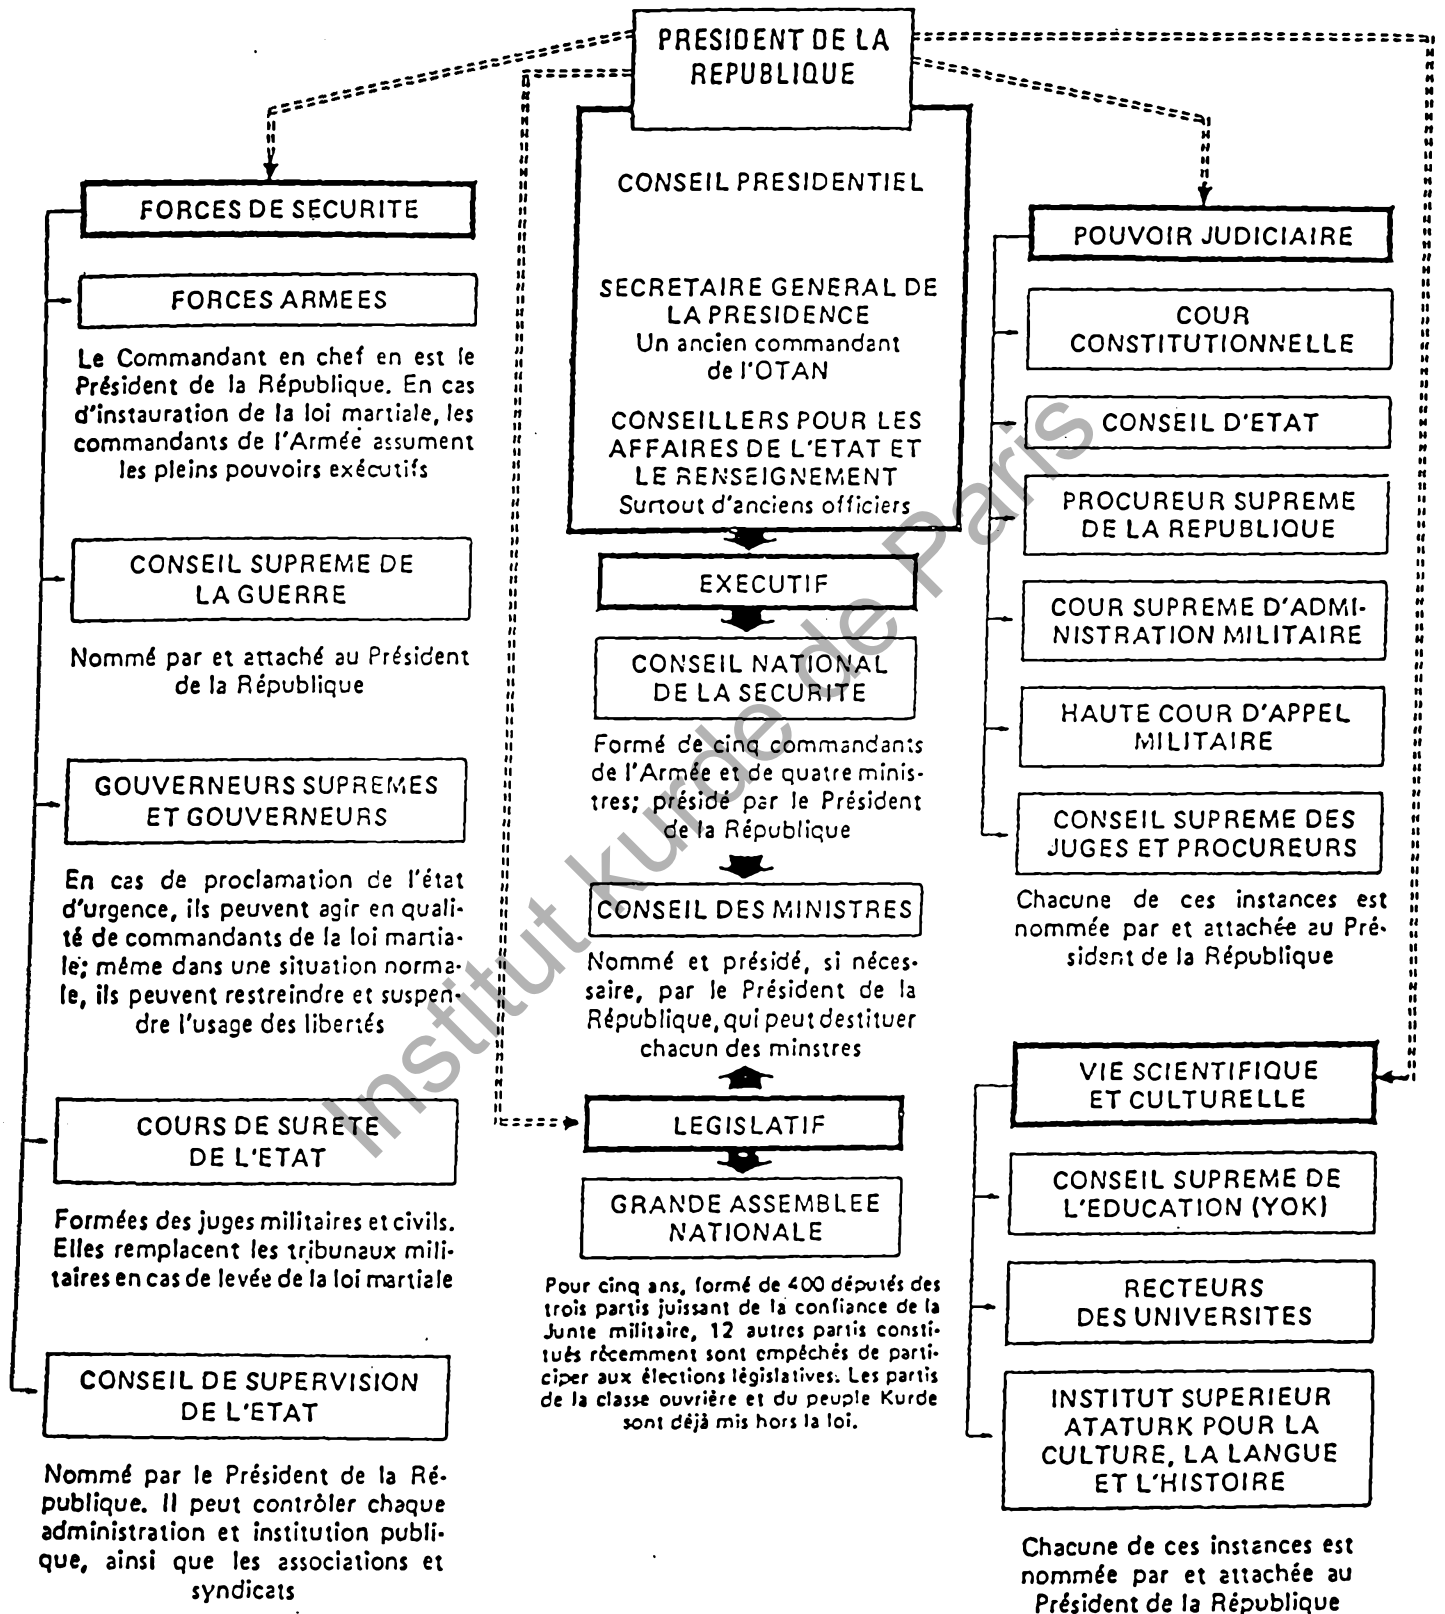 PRESIDENT DE LA
REPUBLIQUE
FORCES DE SECURITE
FORCES ARMEES
Le Commandant en chef en est le
Président de la République. En cas
d'instauration de la loi martiale, les
commandants de l'Armée assument
les pleins pouvoirs exécutifs
CONSEIL SUPREME DE
LA GUERRE
Nommé par et attaché au Président
de la République
GOUVERNEURS SUPREMES
ET GOUVERNEURS
En cas de proclamation de l'état
d'urgence, ils peuvent agir en quali-
té de commandants de la loi martia-
le; même dans une situation norma-
le, ils peuvent restreindre et suspen-
dre l'usage des libertés
COURS DE SURETE
DE L'ETAT
Formées des juges militaires et civils.
Elles remplacent les tribunaux mili-
taires en cas de levée de la loi martiale
CONSEIL DE SUPERVISION
DE L'ETAT
Nommé par le Président de la Ré-
publique. Il peut contrôler chaque
administration et institution publi-
que, ainsi que les associations et
syndicats
CONSEIL PRESIDENTIEL
SECRETAIRE GENERAL DE
LA PRESIDENCE
Un ancien commandant
de l'OTAN
CONSEILLERS POUR LES
AFFAIRES DE L'ETAT ET
LE RENSEIGNEMENT
Surtout d'anciens officiers
EXECUTIF
CONSEIL NATIONAL
DE LA SECURITE
Formé de cinq commandants
de l'Armée et de quatre minis-
tres; présidé par le Président
de la République
CONSEIL DES MINISTRES
Nommé et présidé, si néces-
saire, par le Président de la
République, qui peut destituer
chacun des minstres
LEGISLATIF
GRANDE ASSEMBLEE
NATIONALE
Pour cinq ans, formé de 400 députés des
trois partis juissant de la confiance de la
Junte militaire, 12 autres partis consti-
tués récemment sont empéchés de parti-
ciper aux élections législatives. Les partis
de la classe ouvrière et du peuple Kurde
sont déjà mis hors la loi.
POUVOIR JUDICIAIRE
COUR
CONSTITUTIONNELLE
CONSEIL D'ETAT
PROCUREUR SUPREME
DE LA REPUBLIQUE
COUR SUPREME D'ADMI-
NISTRATION MILITAIRE
HAUTE COUR D'APPEL
MILITAIRE
CONSEIL SUPREME DES
JUGES ET PROCUREURS
Chacune de ces instances est
nommée par et attachée au Pré-
sident de la République
VIE SCIENTIFIQUE
ET CULTURELLE
CONSEIL SUPREME DE
L'EDUCATION (YOK)
RECTEURS
DES UNIVERSITES
INSTITUT SUPERIEUR
ATATURK POUR LA
CULTURE, LA LANGUE
ET L'HISTOIRE
Chacune de ces instances est
nommée par et attachée au
Président de la République
Institut kurde de Paris